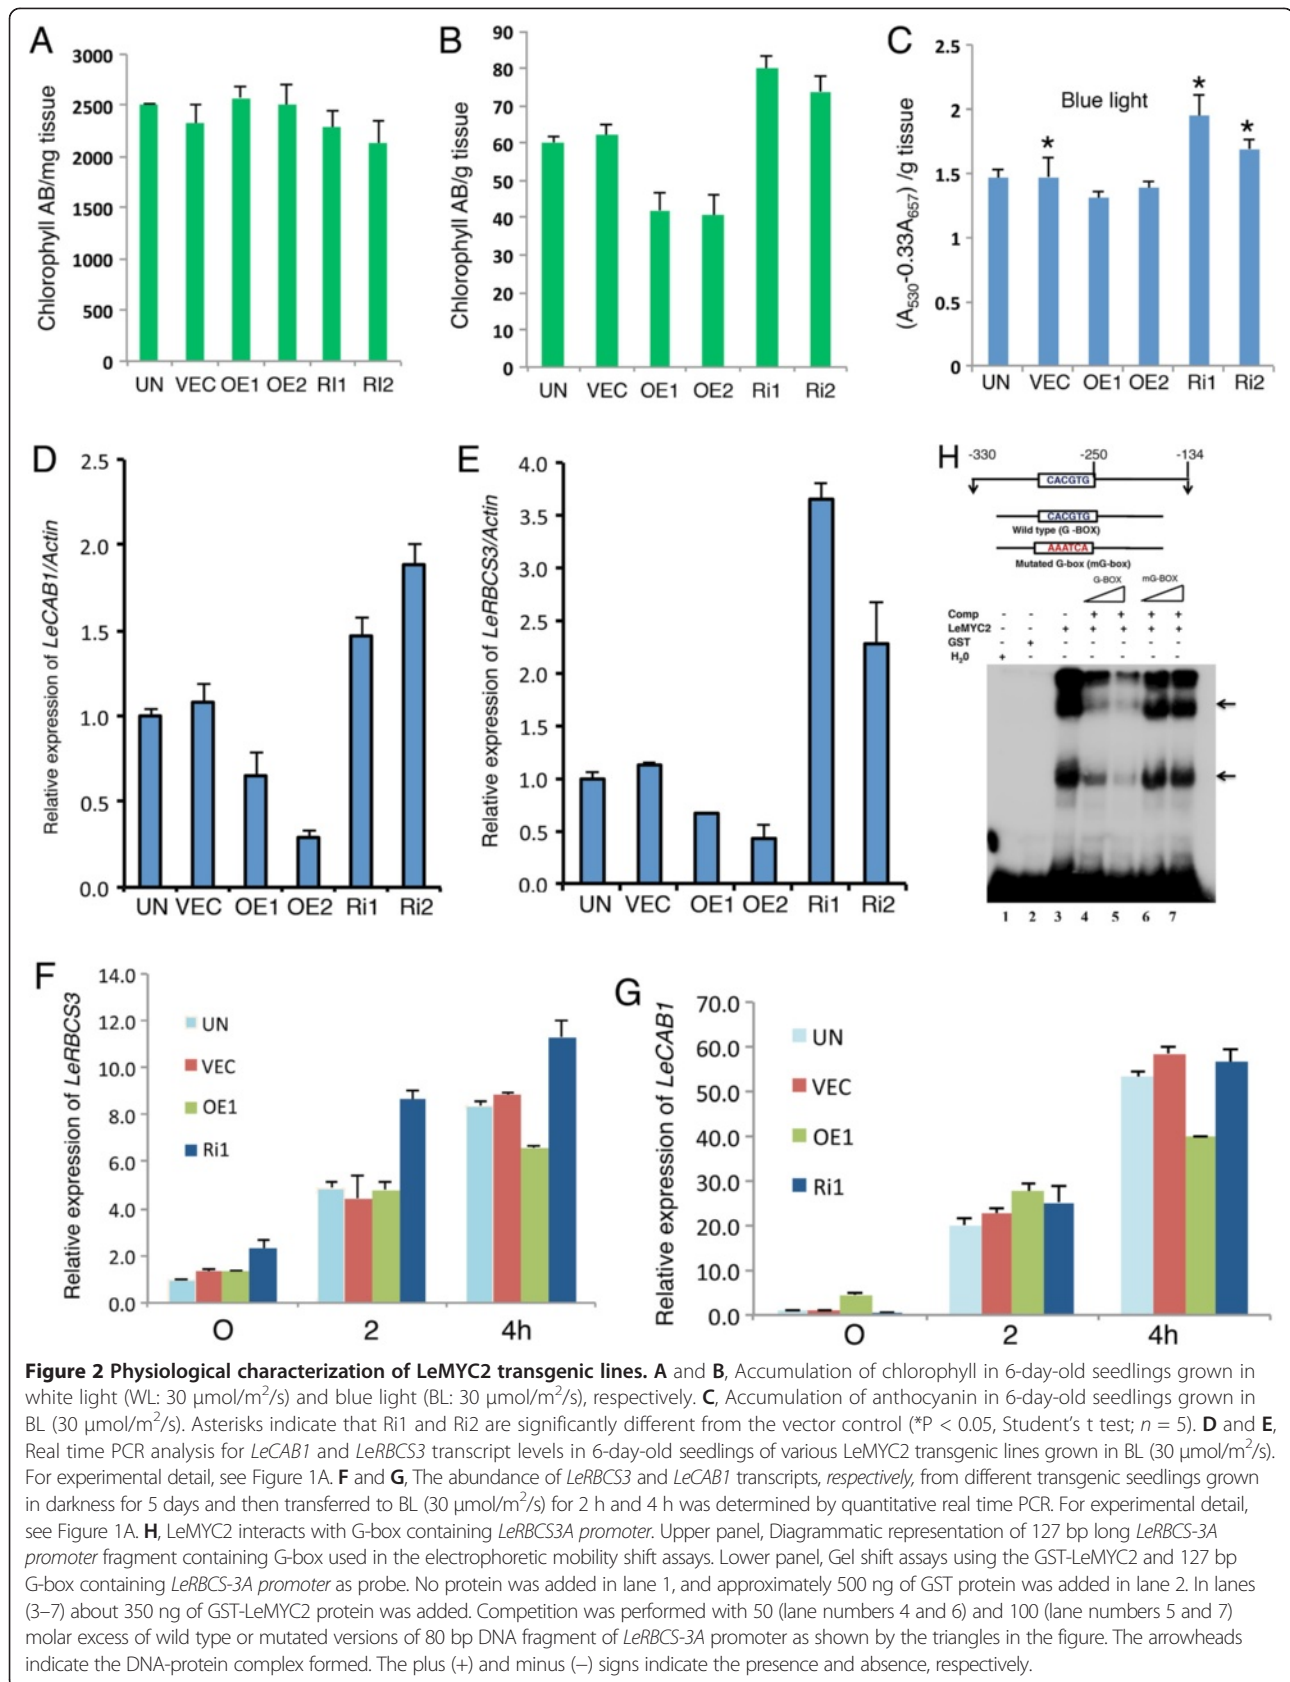 A
3000
2500
2000
1500
1000
500
0
Chlorophyll AB/mg tissue
UN VEC OE1 OE2 RI1 RI2
B
90
80
70
60
50
40
30
20
10
0
Chlorophyll AB/g tissue
UN VEC OE1 OE2 Ri1 Ri2
C
2.5
2
1.5
1
0.5
0
(A530-0.33A657) /g tissue
Blue light
* * *
UN VEC OE1 OE2 Ri1 Ri2
D
2.5
2.0
1.5
1.0
0.5
0.0
Relative expression of LeCAB1/Actin
UN VEC OE1 OE2 Ri1 Ri2
E
4.0
3.5
3.0
2.5
2.0
1.5
1.0
0.5
0.0
Relative expression of LeRBCS3/Actin
UN VEC OE1 OE2 Ri1 Ri2
H
-330 -250 -134
CACGTG
CACGTG
Wild type (G -BOX)
AAATCA
Mutated G-box (mG-box)
G-BOX mG-BOX
Comp - - - + + + +
LeMYC2 - - + + + + +
GST - + - - - - -
H20 + - - - - - -
1 2 3 4 5 6 7
F
14.0
12.0
10.0
8.0
6.0
4.0
2.0
0.0
Relative expression of LeRBCS3
UN
VEC
OE1
Ri1
O 2 4h
G
70.0
60.0
50.0
40.0
30.0
20.0
10.0
0.0
Relative expression of LeCAB1
UN
VEC
OE1
Ri1
O 2 4h
Figure 2 Physiological characterization of LeMYC2 transgenic lines. A and B, Accumulation of chlorophyll in 6-day-old seedlings grown in
white light (WL: 30 μmol/m²/s) and blue light (BL: 30 μmol/m²/s), respectively. C, Accumulation of anthocyanin in 6-day-old seedlings grown in
BL (30 μmol/m²/s). Asterisks indicate that Ri1 and Ri2 are significantly different from the vector control (*P < 0.05, Student's t test; n = 5). D and E,
Real time PCR analysis for LeCAB1 and LeRBCS3 transcript levels in 6-day-old seedlings of various LeMYC2 transgenic lines grown in BL (30 μmol/m²/s).
For experimental detail, see Figure 1A. F and G, The abundance of LeRBCS3 and LeCAB1 transcripts, respectively, from different transgenic seedlings grown
in darkness for 5 days and then transferred to BL (30 μmol/m²/s) for 2 h and 4 h was determined by quantitative real time PCR. For experimental detail,
see Figure 1A. H, LeMYC2 interacts with G-box containing LeRBCS3A promoter. Upper panel, Diagrammatic representation of 127 bp long LeRBCS-3A
promoter fragment containing G-box used in the electrophoretic mobility shift assays. Lower panel, Gel shift assays using the GST-LeMYC2 and 127 bp
G-box containing LeRBCS-3A promoter as probe. No protein was added in lane 1, and approximately 500 ng of GST protein was added in lane 2. In lanes
(3–7) about 350 ng of GST-LeMYC2 protein was added. Competition was performed with 50 (lane numbers 4 and 6) and 100 (lane numbers 5 and 7)
molar excess of wild type or mutated versions of 80 bp DNA fragment of LeRBCS-3A promoter as shown by the triangles in the figure. The arrowheads
indicate the DNA-protein complex formed. The plus (+) and minus (−) signs indicate the presence and absence, respectively.